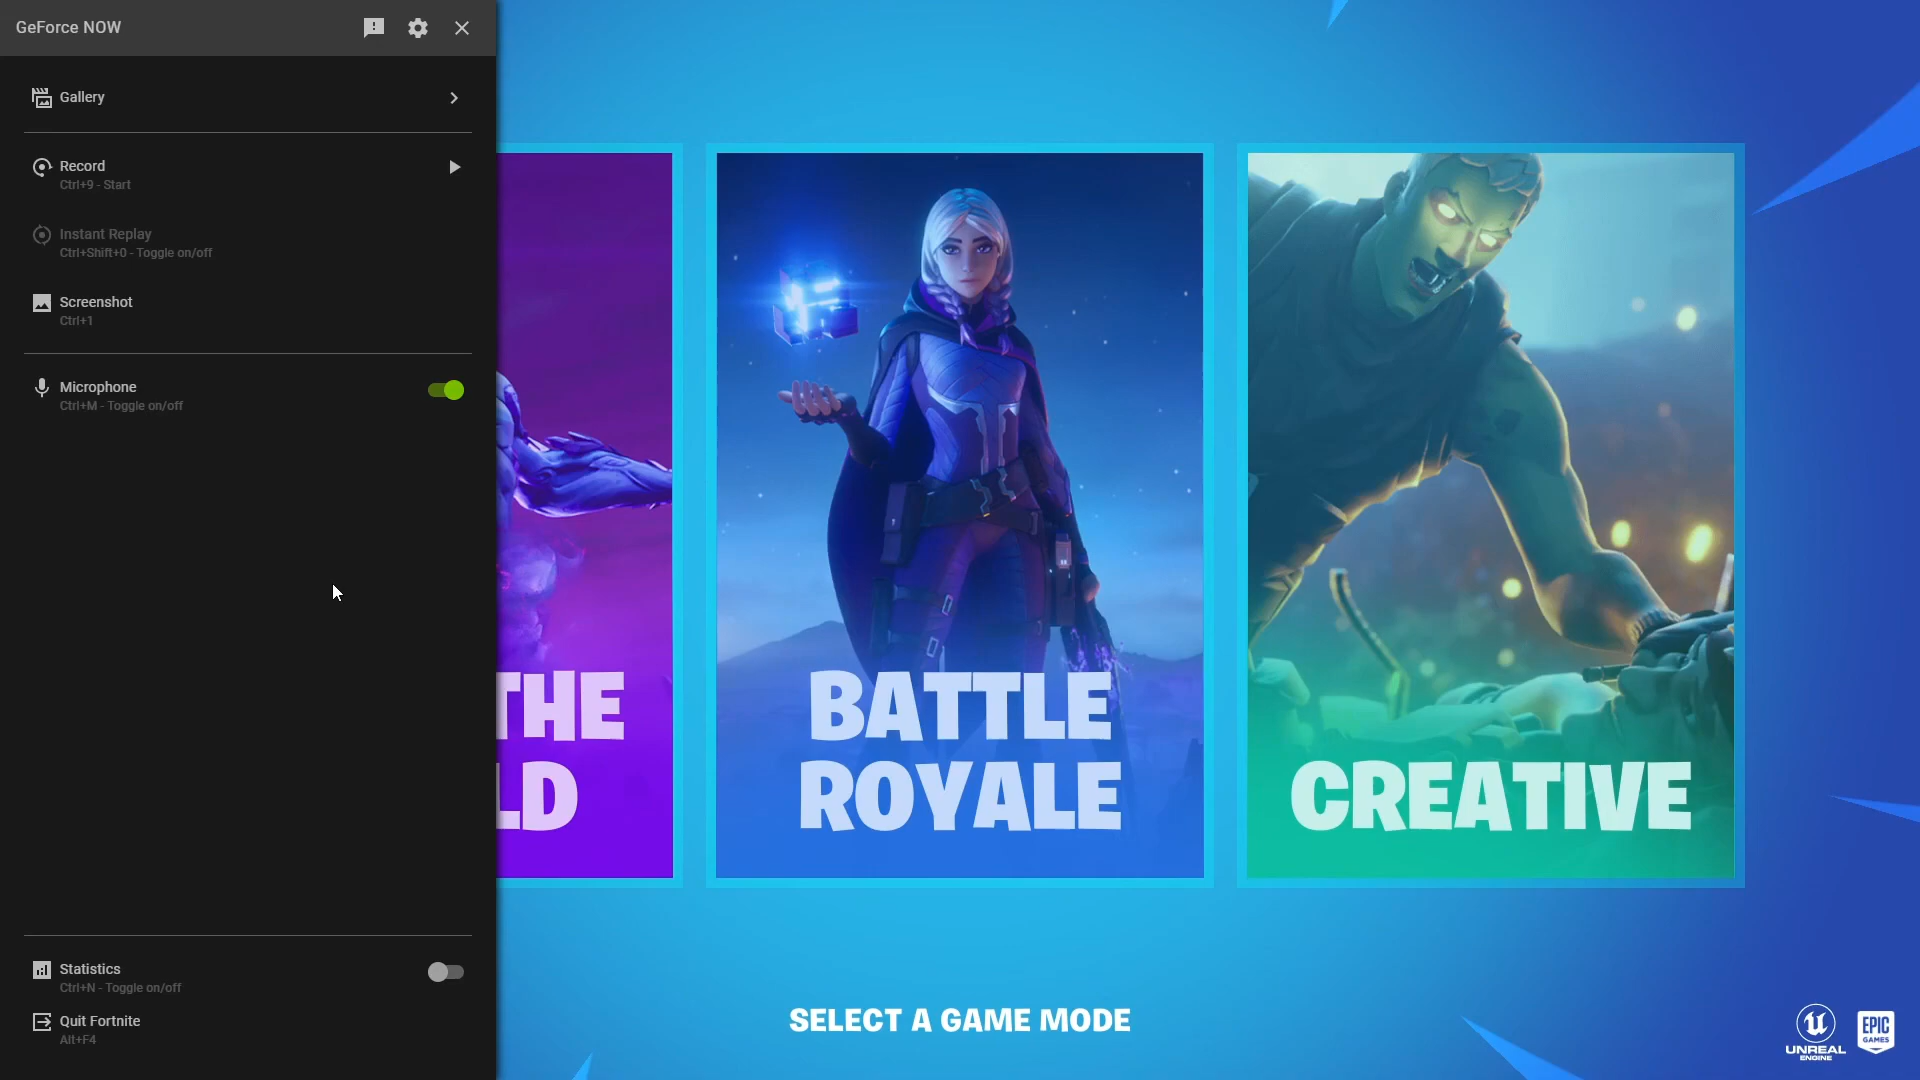 GeForce NOW
Gallery
Record
Ctrl+9 - Start
Instant Replay
Ctrl+Shift+0 - Toggle on/off
Screenshot
Ctrl+1
Microphone
Ctrl+M - Toggle on/off
Statistics
Ctrl+N - Toggle on/off
Quit Fortnite
Alt+F4
THE
LD
BATTLE
ROYALE
CREATIVE
SELECT A GAME MODE
UNREAL
ENGINE
EPIC
GAMES